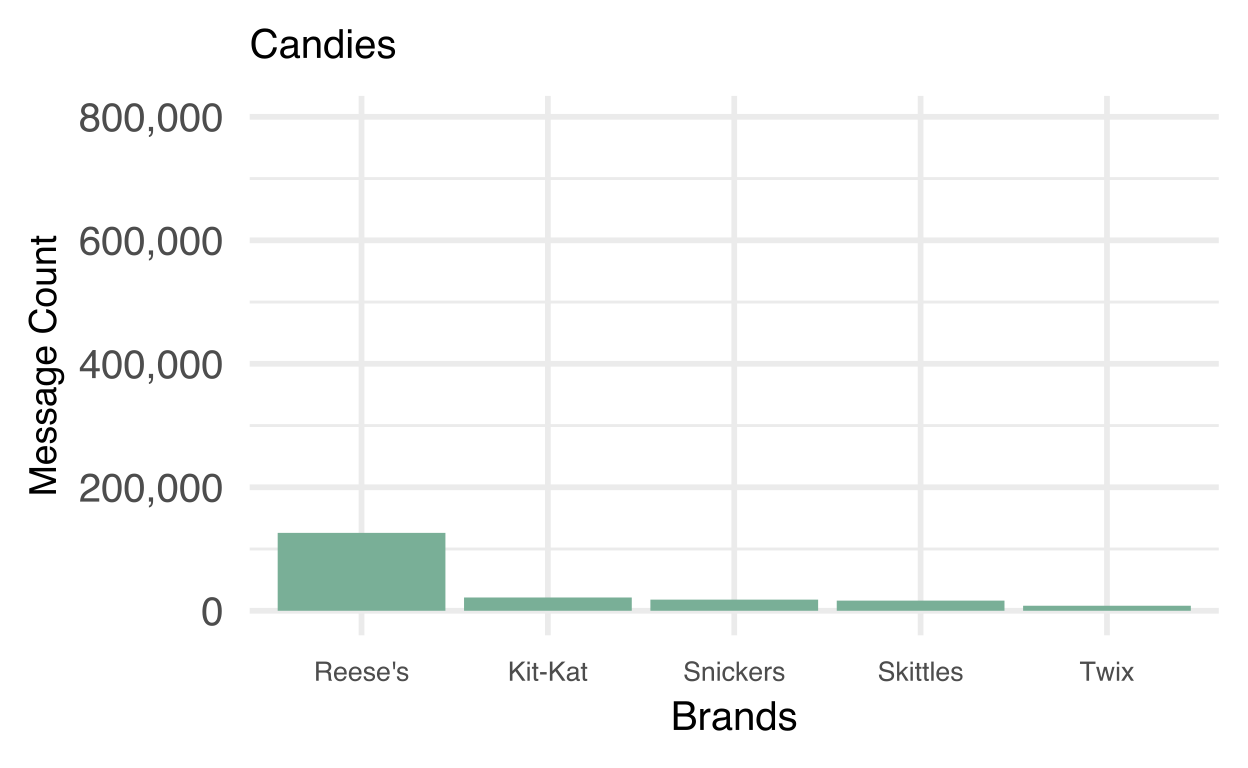 Candies
800,000
600,000
400,000
200,000
0
Message Count
Reese's Kit-Kat Snickers Skittles Twix
Brands